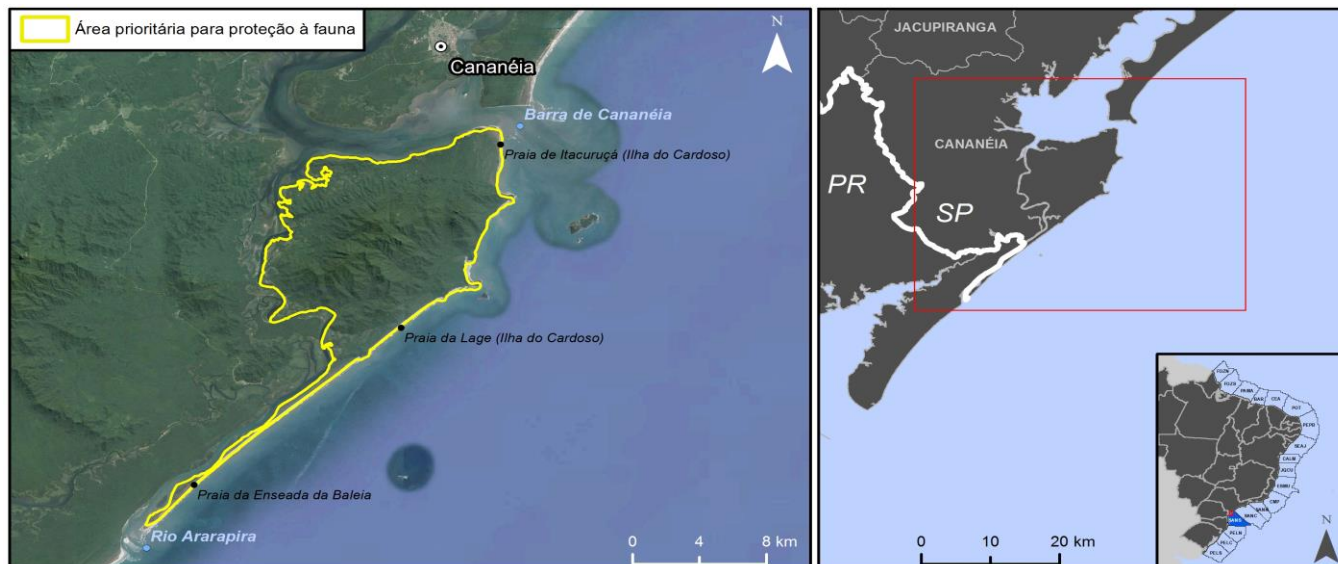 Área prioritária para proteção à fauna
N
Cananéia
Barra de Cananéia
Praia de Itacuruçá (Ilha do Cardoso)
Praia da Lage (Ilha do Cardoso)
Praia da Enseada da Baleia
Rio Ararapira
0 4 8 km
JACUPIRANGA
CANANÉIA
PR
SP
0 10 20 km
N